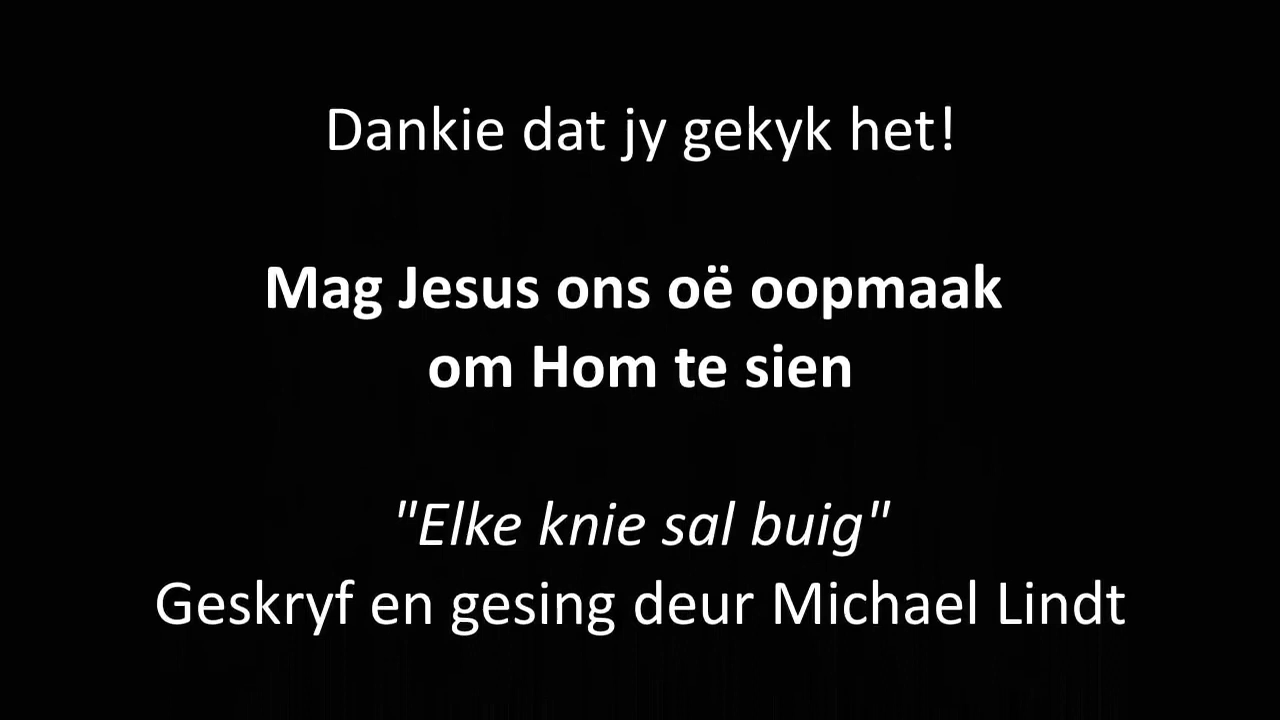 Dankie dat jy gekyk het!
Mag Jesus ons oë oopmaak
om Hom te sien
"Elke knie sal buig"
Geskryf en gesing deur Michael Lindt